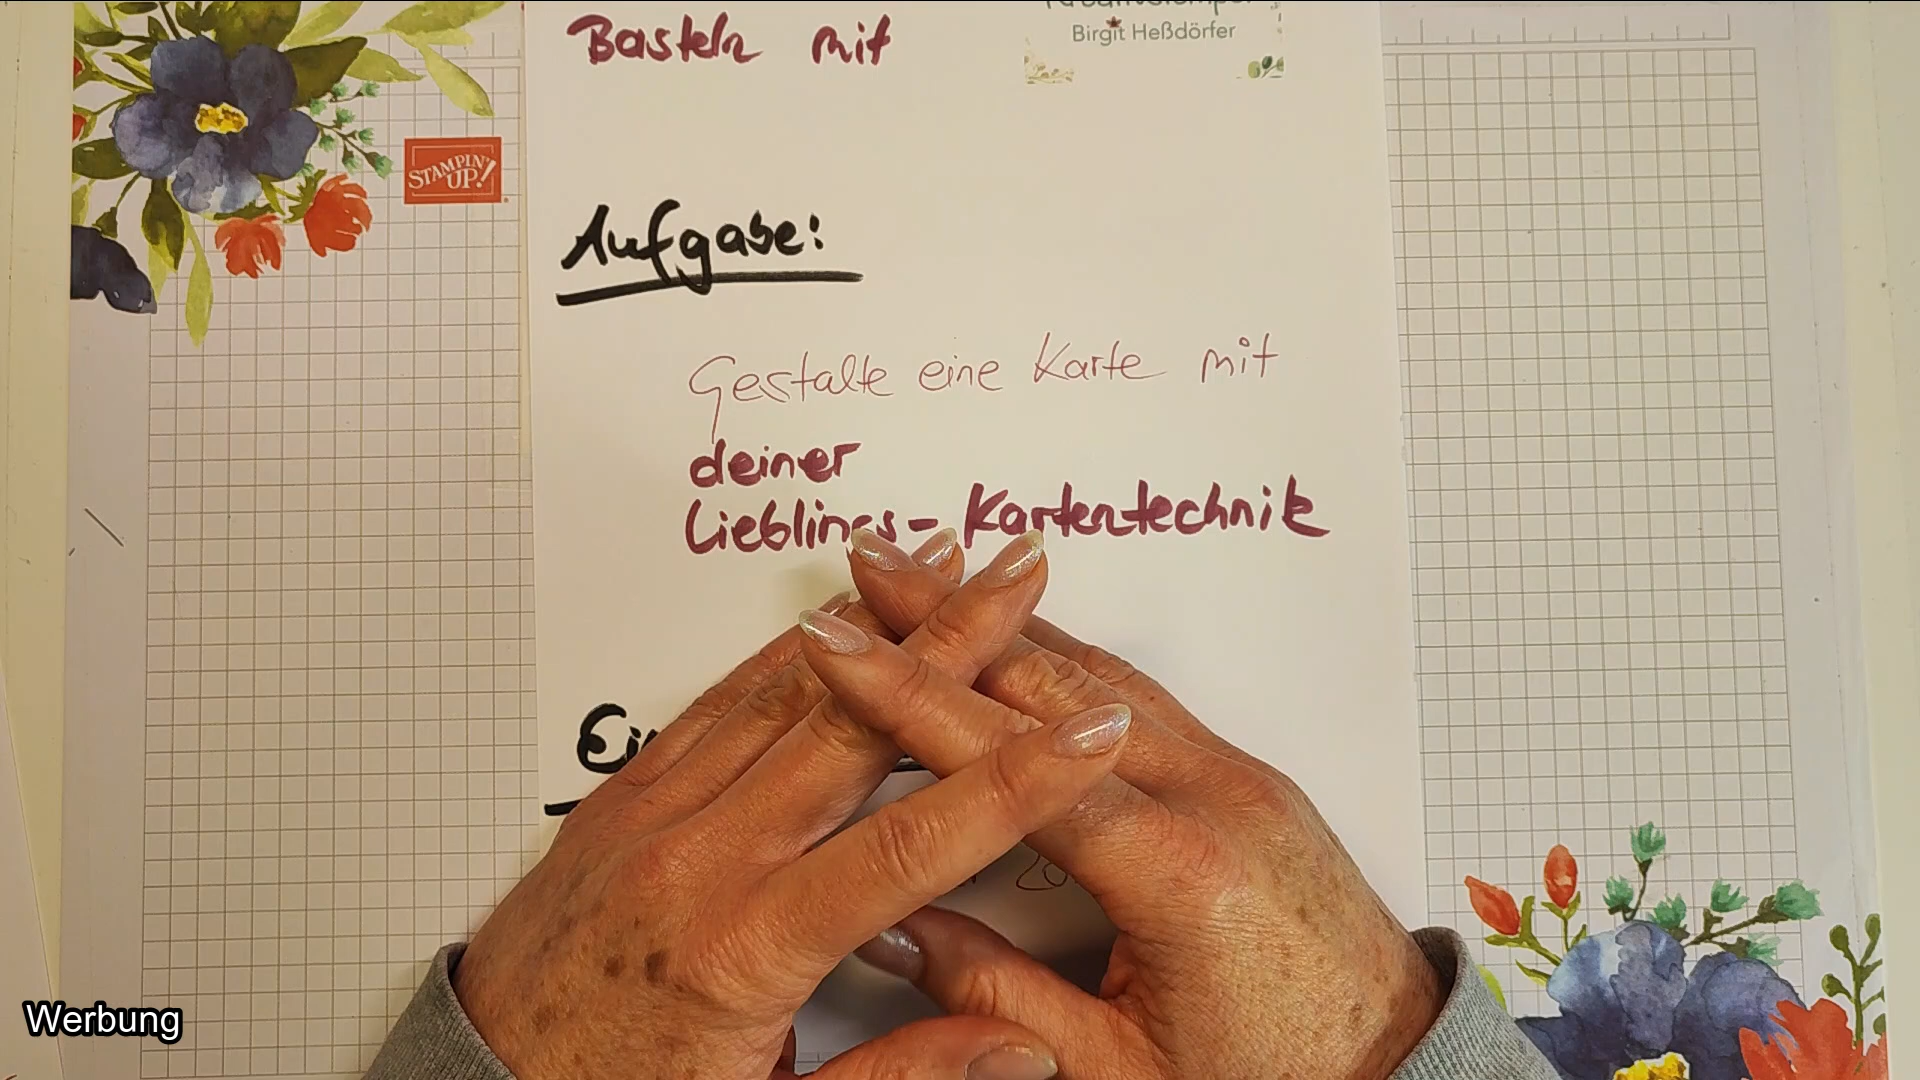 Basteln mit
Birgit Heßdörfer
STAMPIN' UP!
Aufgabe:
Gestalte eine Karte mit
deiner
Lieblings-Kartentechnik
Werbung